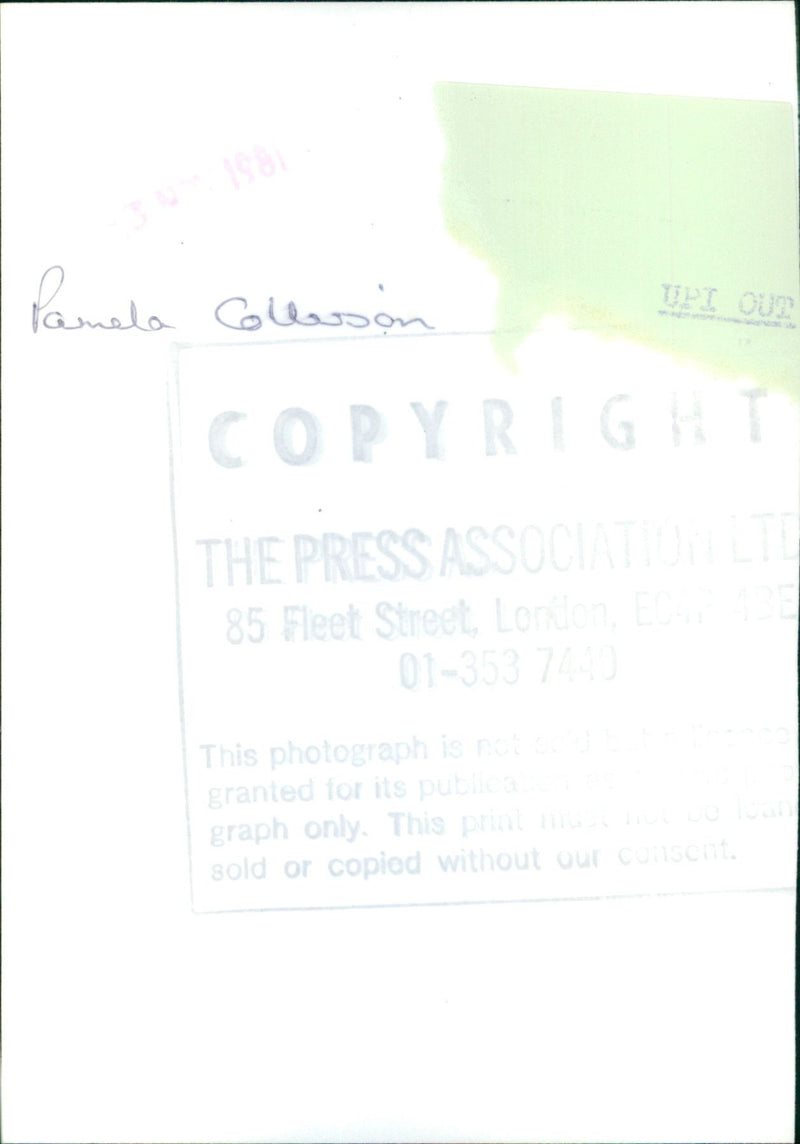 1981
Pamela Collerson
UPI OUT
COPYRIGHT
THE PRESS ASSOCIATION LTD
85 Fleet Street, London, EC4P 4BE
01-353 7440
This photograph is not sold but a licence
granted for its publication
graph only. This print must not be loan
sold or copied without our consent.